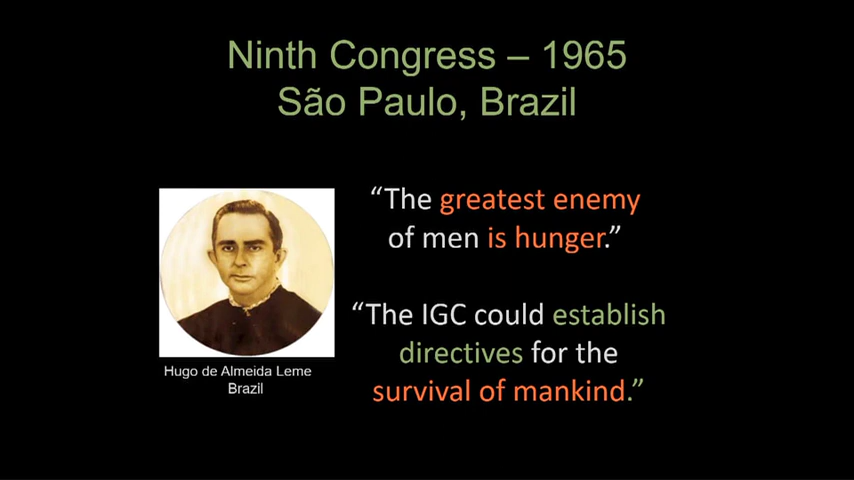 Ninth Congress – 1965
São Paulo, Brazil
“The greatest enemy
of men is hunger.”
“The IGC could establish
directives for the
survival of mankind.”
Hugo de Almeida Leme
Brazil